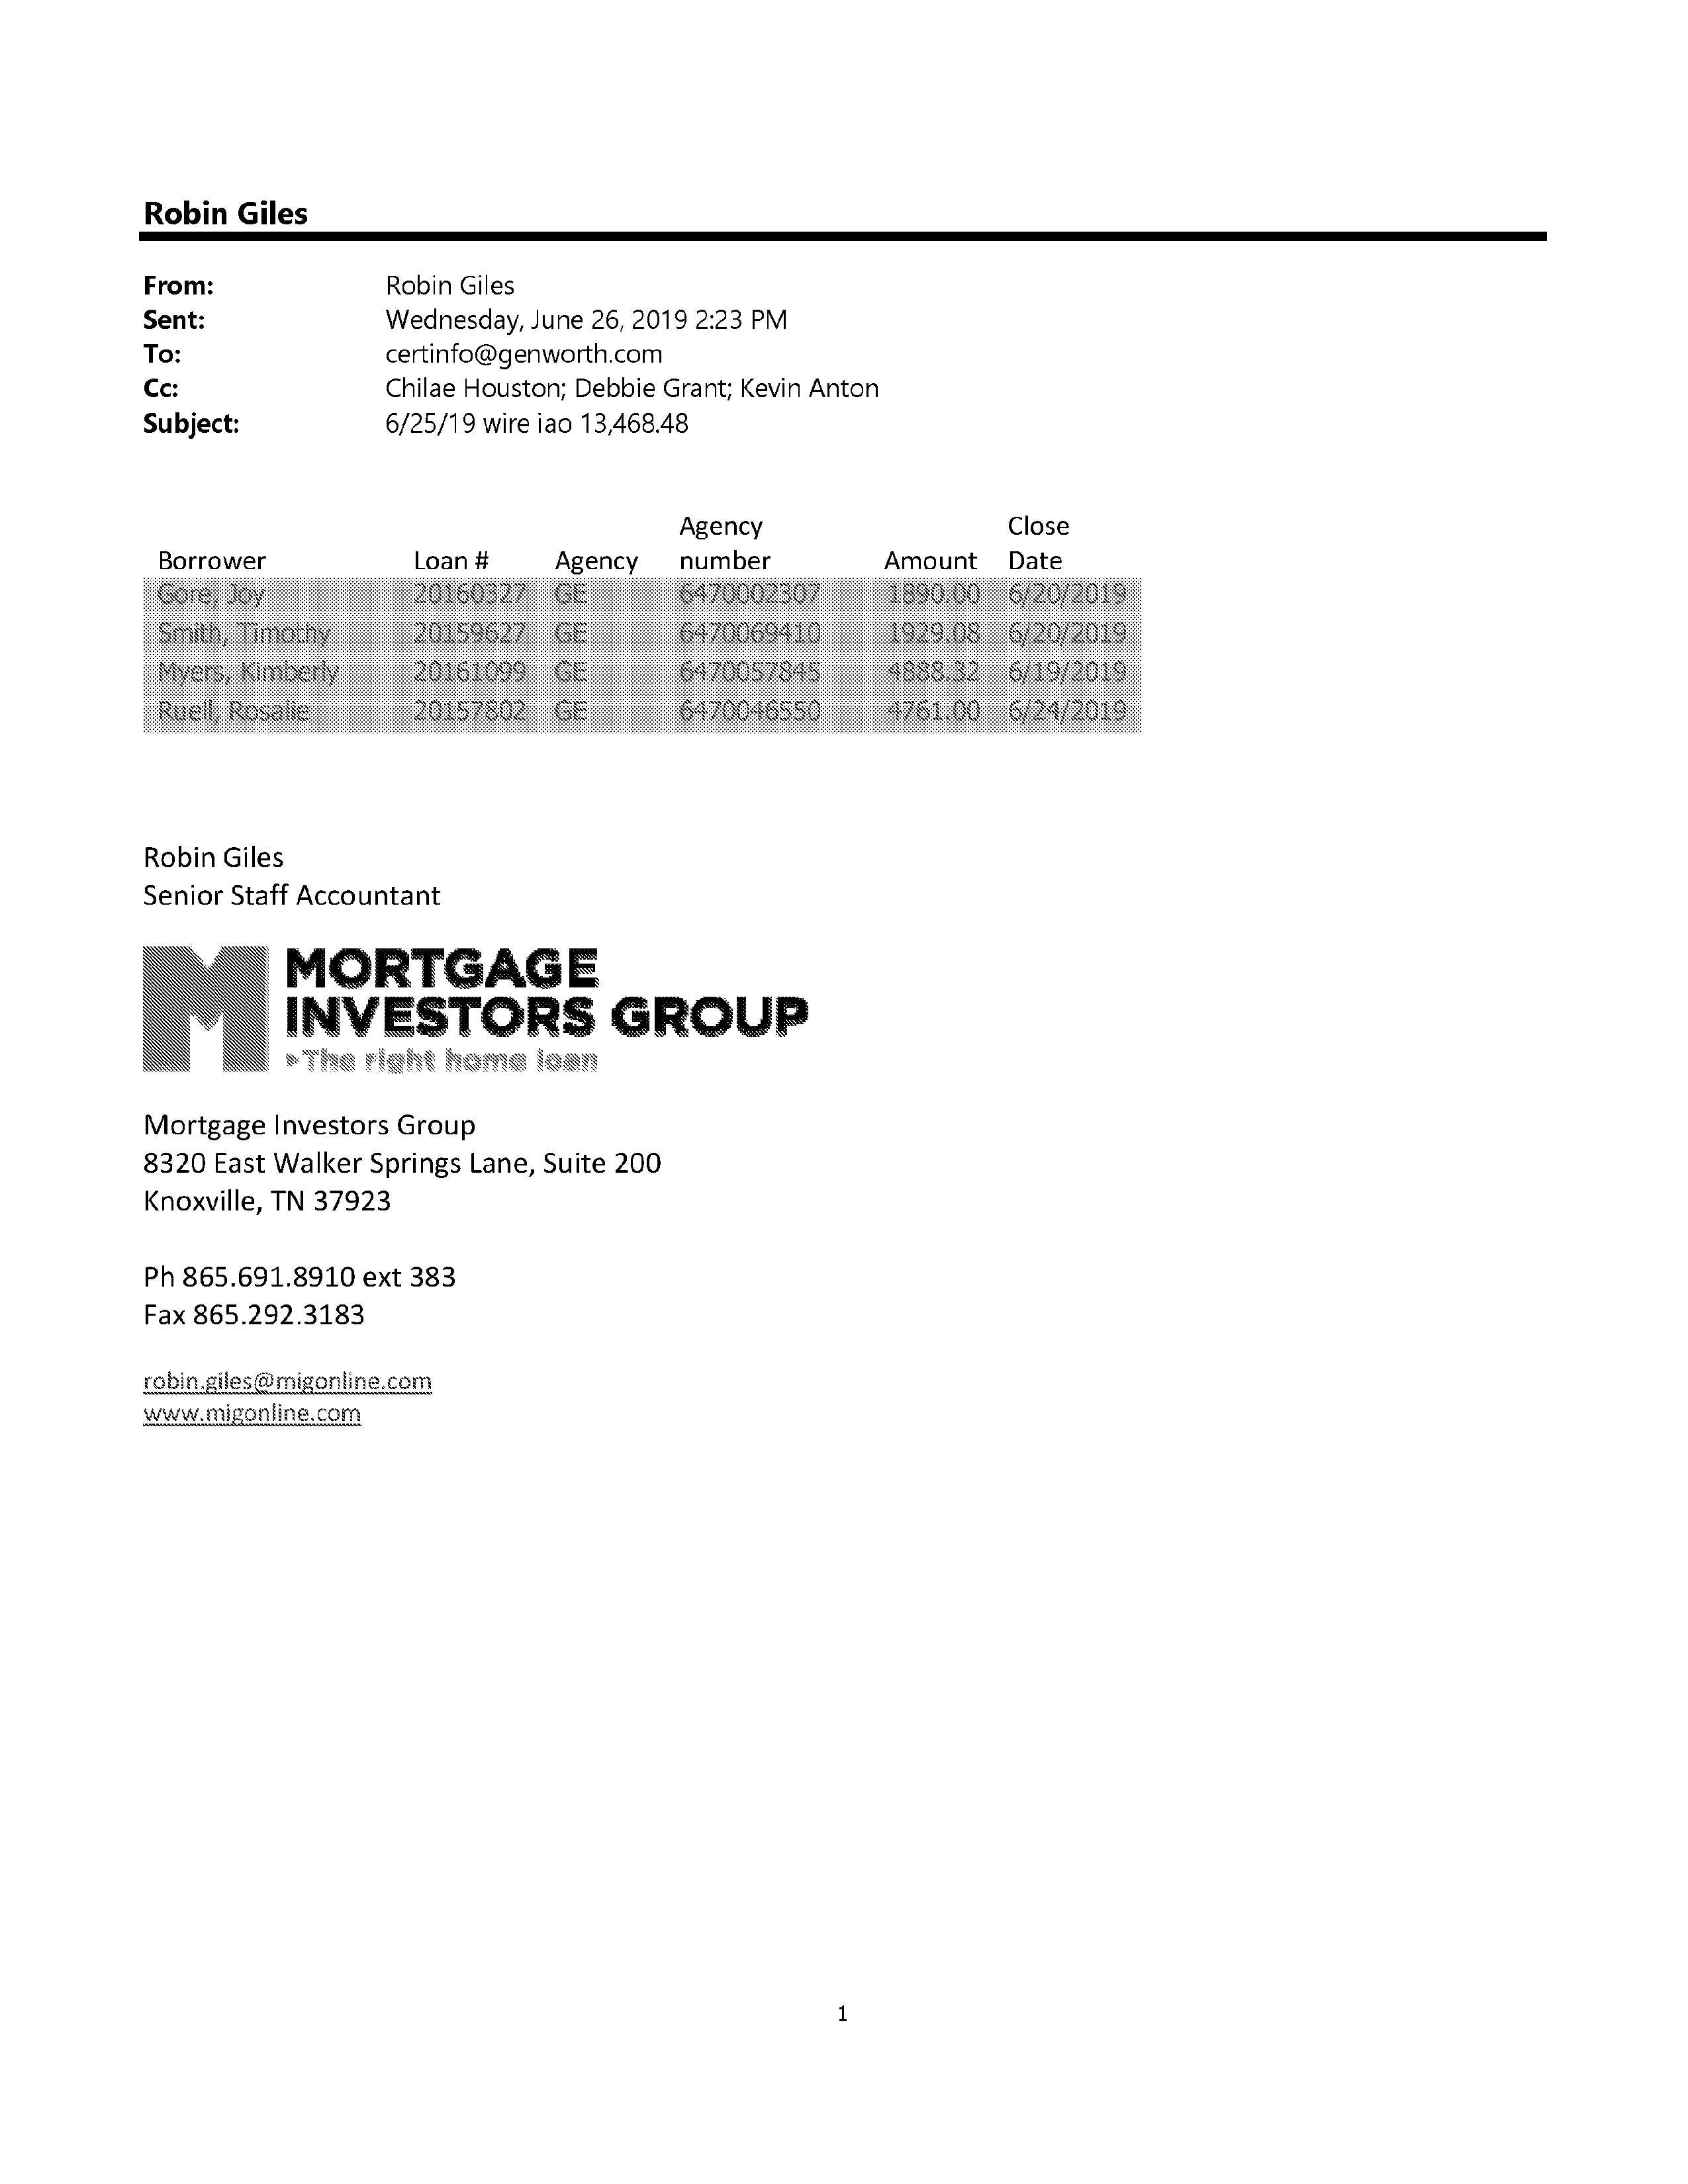 Robin Giles
From: Robin Giles
Sent: Wednesday, June 26, 2019 2:23 PM
To: certinfo@genworth.com
Cc: Chilae Houston; Debbie Grant; Kevin Anton
Subject: 6/25/19 wire iao 13,468.48
Agency Close
Borrower Loan # Agency number Amount Date
Gore, Joy 20160327 GE 6470002307 1890.00 6/20/2019
Smith, Timothy 20159627 GE 6470069410 1929.08 6/20/2019
Myers, Kimberly 20161099 GE 6470057845 4888.32 6/19/2019
Ruell, Rosalie 20157802 GE 6470046550 4761.00 6/24/2019
Robin Giles
Senior Staff Accountant
M MORTGAGE
INVESTORS GROUP
▸The right home loan
Mortgage Investors Group
8320 East Walker Springs Lane, Suite 200
Knoxville, TN 37923
Ph 865.691.8910 ext 383
Fax 865.292.3183
robin.giles@migonline.com
www.migonline.com
1